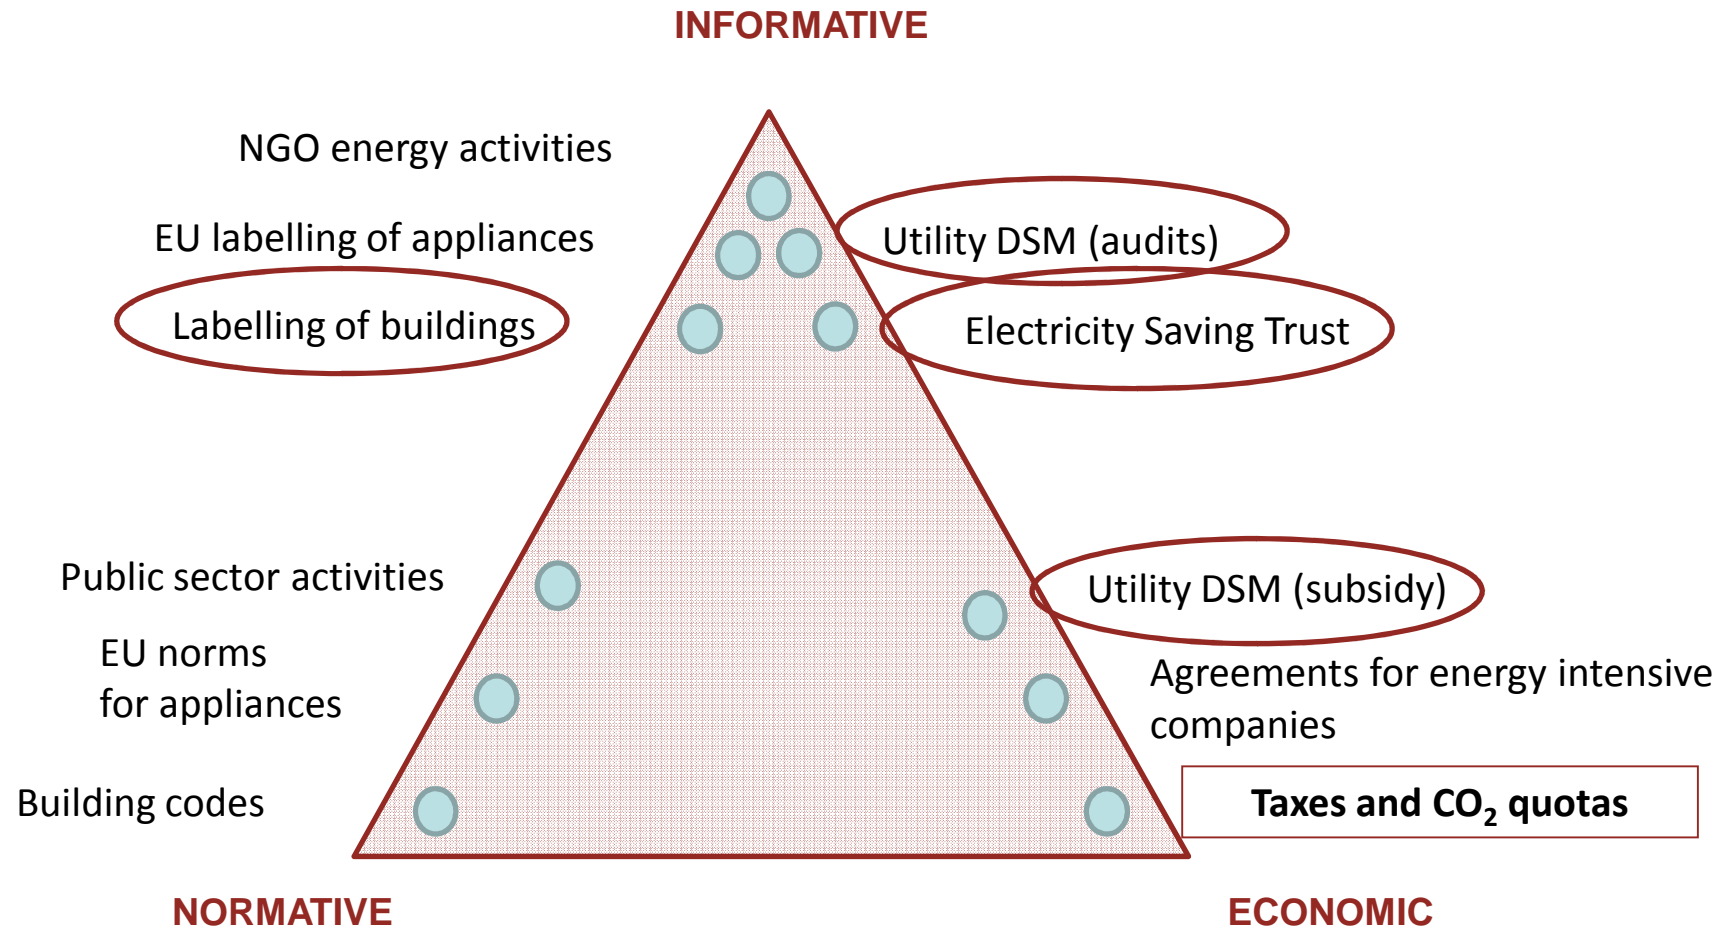 INFORMATIVE
NGO energy activities
EU labelling of appliances
Utility DSM (audits)
Labelling of buildings
Electricity Saving Trust
Public sector activities
Utility DSM (subsidy)
EU norms
for appliances
Agreements for energy intensive
companies
Building codes
Taxes and CO₂ quotas
NORMATIVE
ECONOMIC